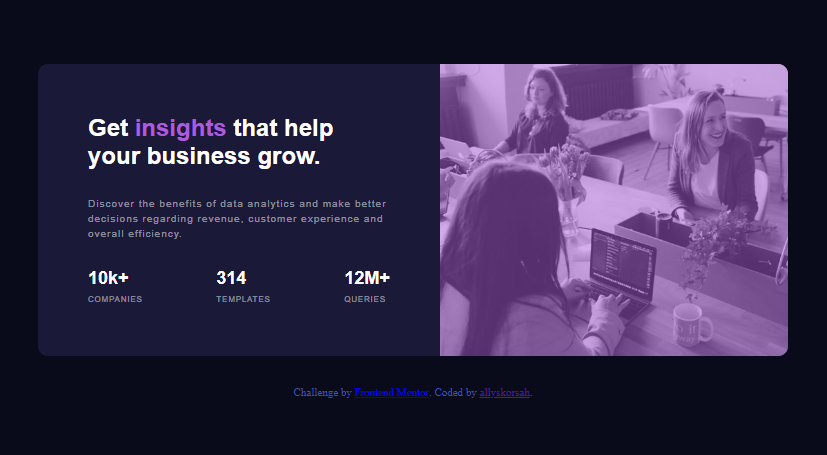 Get insights that help
your business grow.
Discover the benefits of data analytics and make better
decisions regarding revenue, customer experience and
overall efficiency.
10k+ 314 12M+
COMPANIES TEMPLATES QUERIES
Challenge by Frontend Mentor. Coded by allyskorsah.